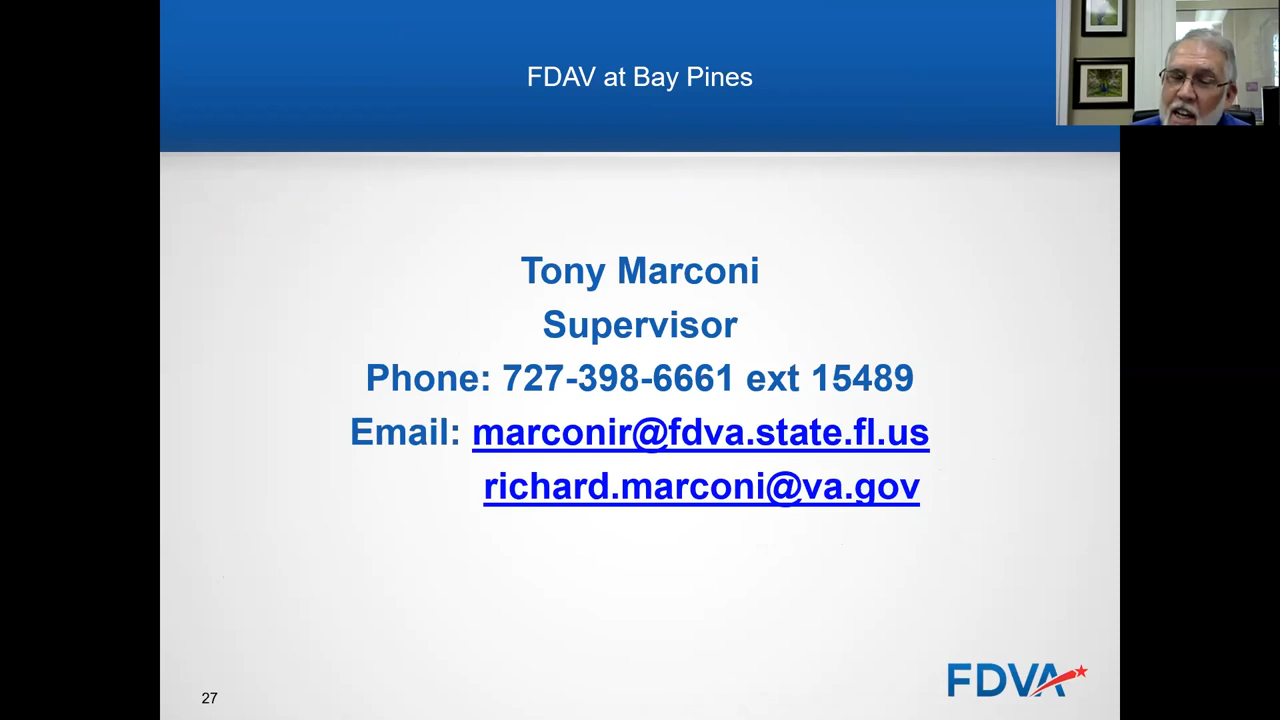 FDAV at Bay Pines
Tony Marconi
Supervisor
Phone: 727-398-6661 ext 15489
Email: marconir@fdva.state.fl.us
richard.marconi@va.gov
27
FDVA